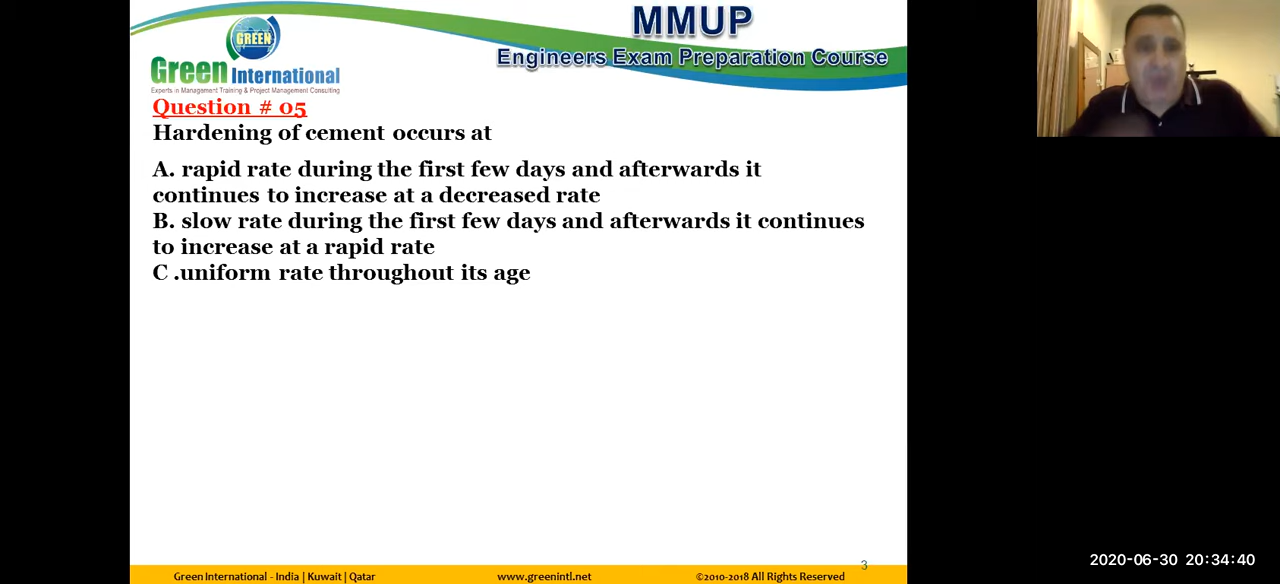 MMUP
Engineers Exam Preparation Course
GREEN
Green International
Experts in Management Training & Project Management Consulting
Question # 05
Hardening of cement occurs at
A. rapid rate during the first few days and afterwards it
continues to increase at a decreased rate
B. slow rate during the first few days and afterwards it continues
to increase at a rapid rate
C .uniform rate throughout its age
3
Green International - India | Kuwait | Qatar
www.greenintl.net
©2010-2018 All Rights Reserved
2020-06-30 20:34:40